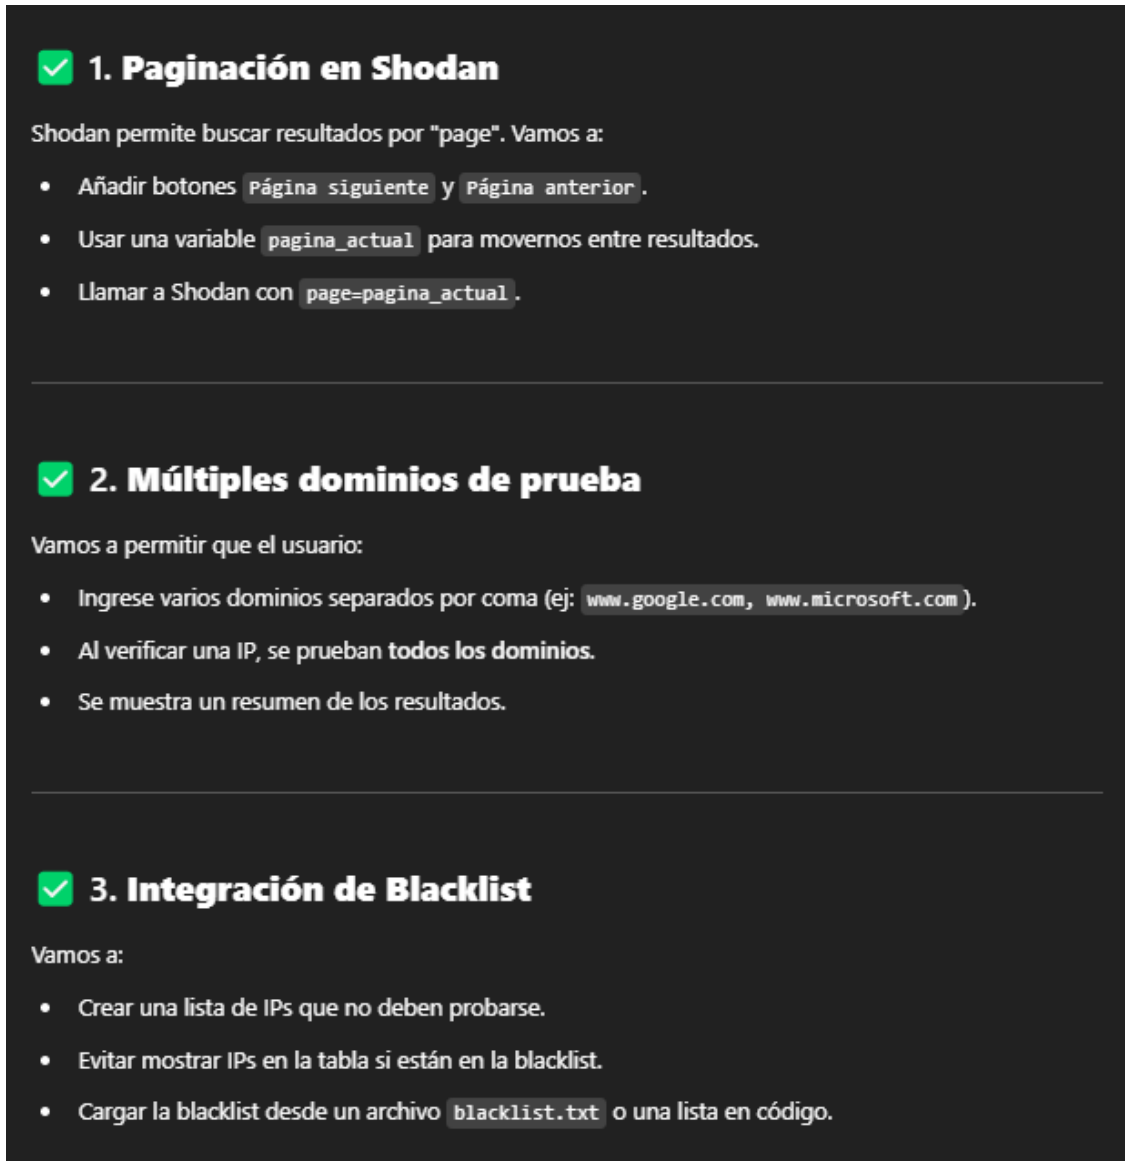 ✅ 1. Paginación en Shodan
Shodan permite buscar resultados por "page". Vamos a:
• Añadir botones Página siguiente y Página anterior.
• Usar una variable pagina_actual para movernos entre resultados.
• Llamar a Shodan con page=pagina_actual.
✅ 2. Múltiples dominios de prueba
Vamos a permitir que el usuario:
• Ingrese varios dominios separados por coma (ej: www.google.com, www.microsoft.com).
• Al verificar una IP, se prueban todos los dominios.
• Se muestra un resumen de los resultados.
✅ 3. Integración de Blacklist
Vamos a:
• Crear una lista de IPs que no deben probarse.
• Evitar mostrar IPs en la tabla si están en la blacklist.
• Cargar la blacklist desde un archivo blacklist.txt o una lista en código.